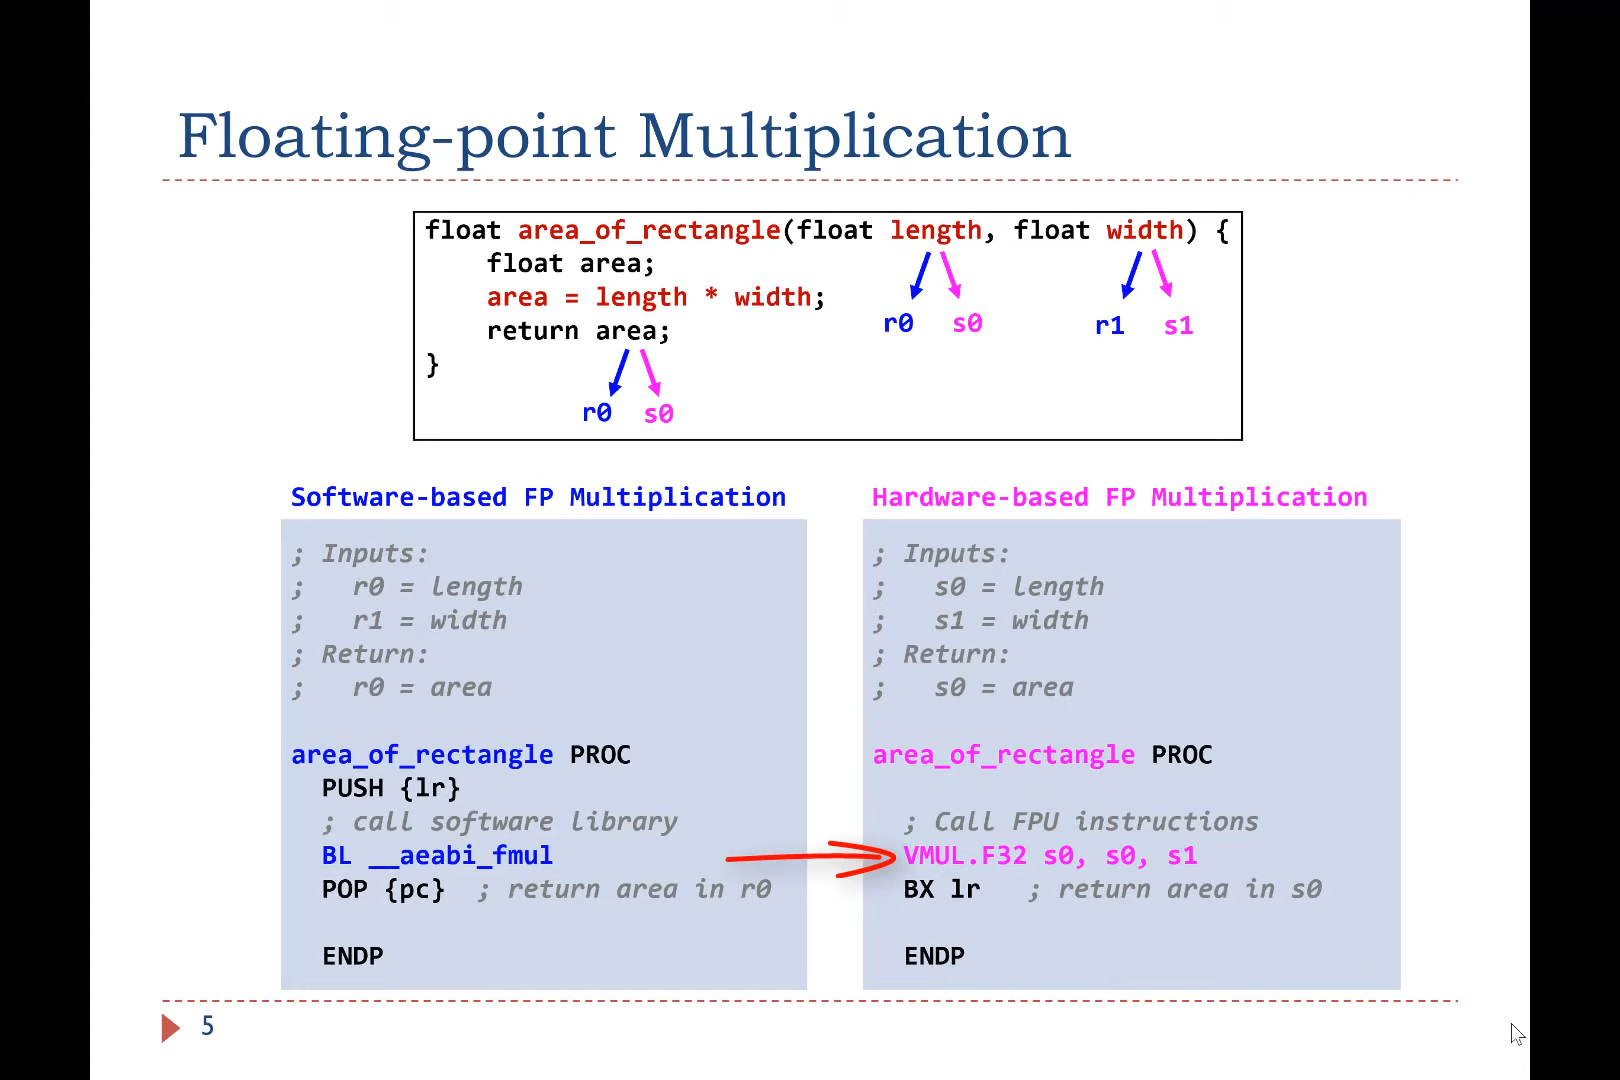 Floating-point Multiplication
float area_of_rectangle(float length, float width) {
float area;
area = length * width;
r0 s0 r1 s1
return area;
}
r0 s0
Software-based FP Multiplication
; Inputs:
;   r0 = length
;   r1 = width
; Return:
;   r0 = area
area_of_rectangle PROC
PUSH {lr}
; call software library
BL __aeabi_fmul
POP {pc}  ; return area in r0
ENDP
Hardware-based FP Multiplication
; Inputs:
;   s0 = length
;   s1 = width
; Return:
;   s0 = area
area_of_rectangle PROC
; Call FPU instructions
VMUL.F32 s0, s0, s1
BX lr   ; return area in s0
ENDP
5